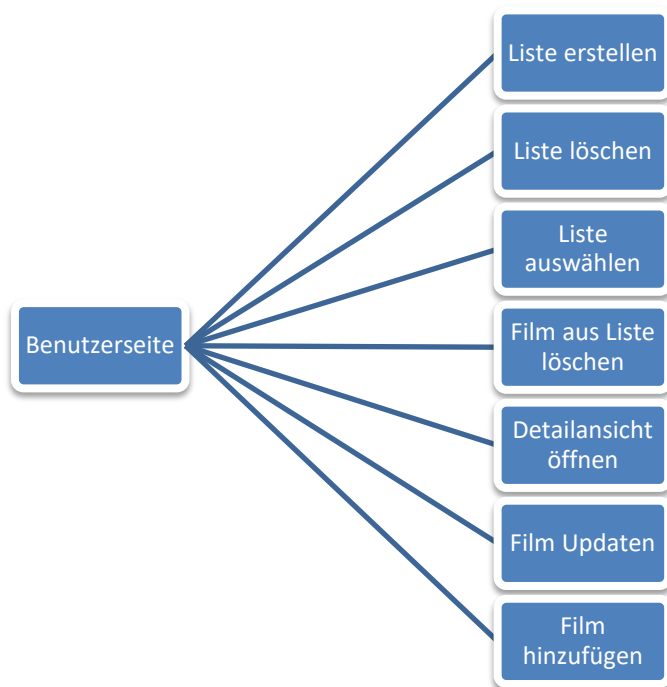 Liste erstellen
Liste löschen
Liste
auswählen
Benutzerseite
Film aus Liste
löschen
Detailansicht
öffnen
Film Updaten
Film
hinzufügen